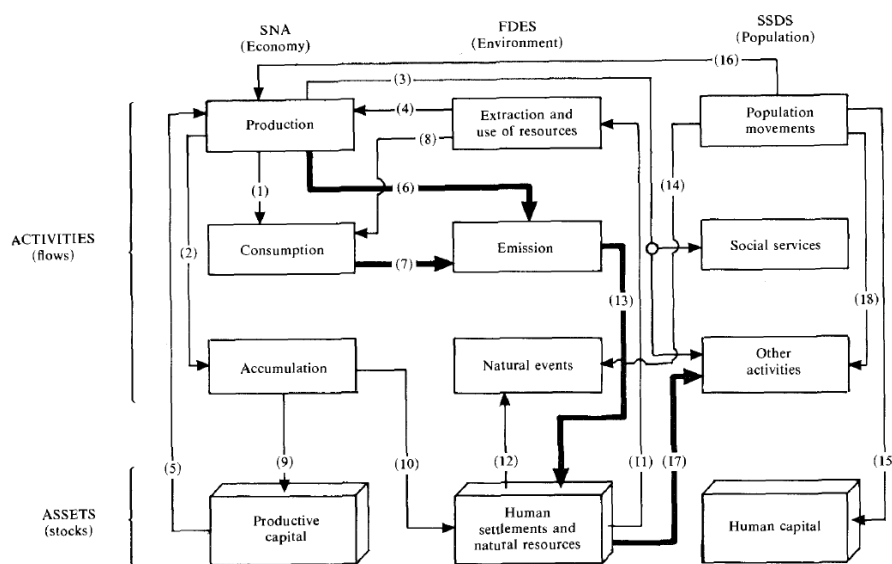 SNA
(Economy)
FDES
(Environment)
SSDS
(Population)
(16)
(3)
Production
(4)
Extraction and
use of resources
Population
movements
(8)
(14)
(1)
(6)
ACTIVITIES
(flows)
(2)
Consumption
(7)
Emission
Social services
(13)
(18)
Accumulation
Natural events
Other
activities
(5)
(9)
(10)
(12)
(11)
(17)
(15)
ASSETS
(stocks)
Productive
capital
Human
settlements and
natural resources
Human capital